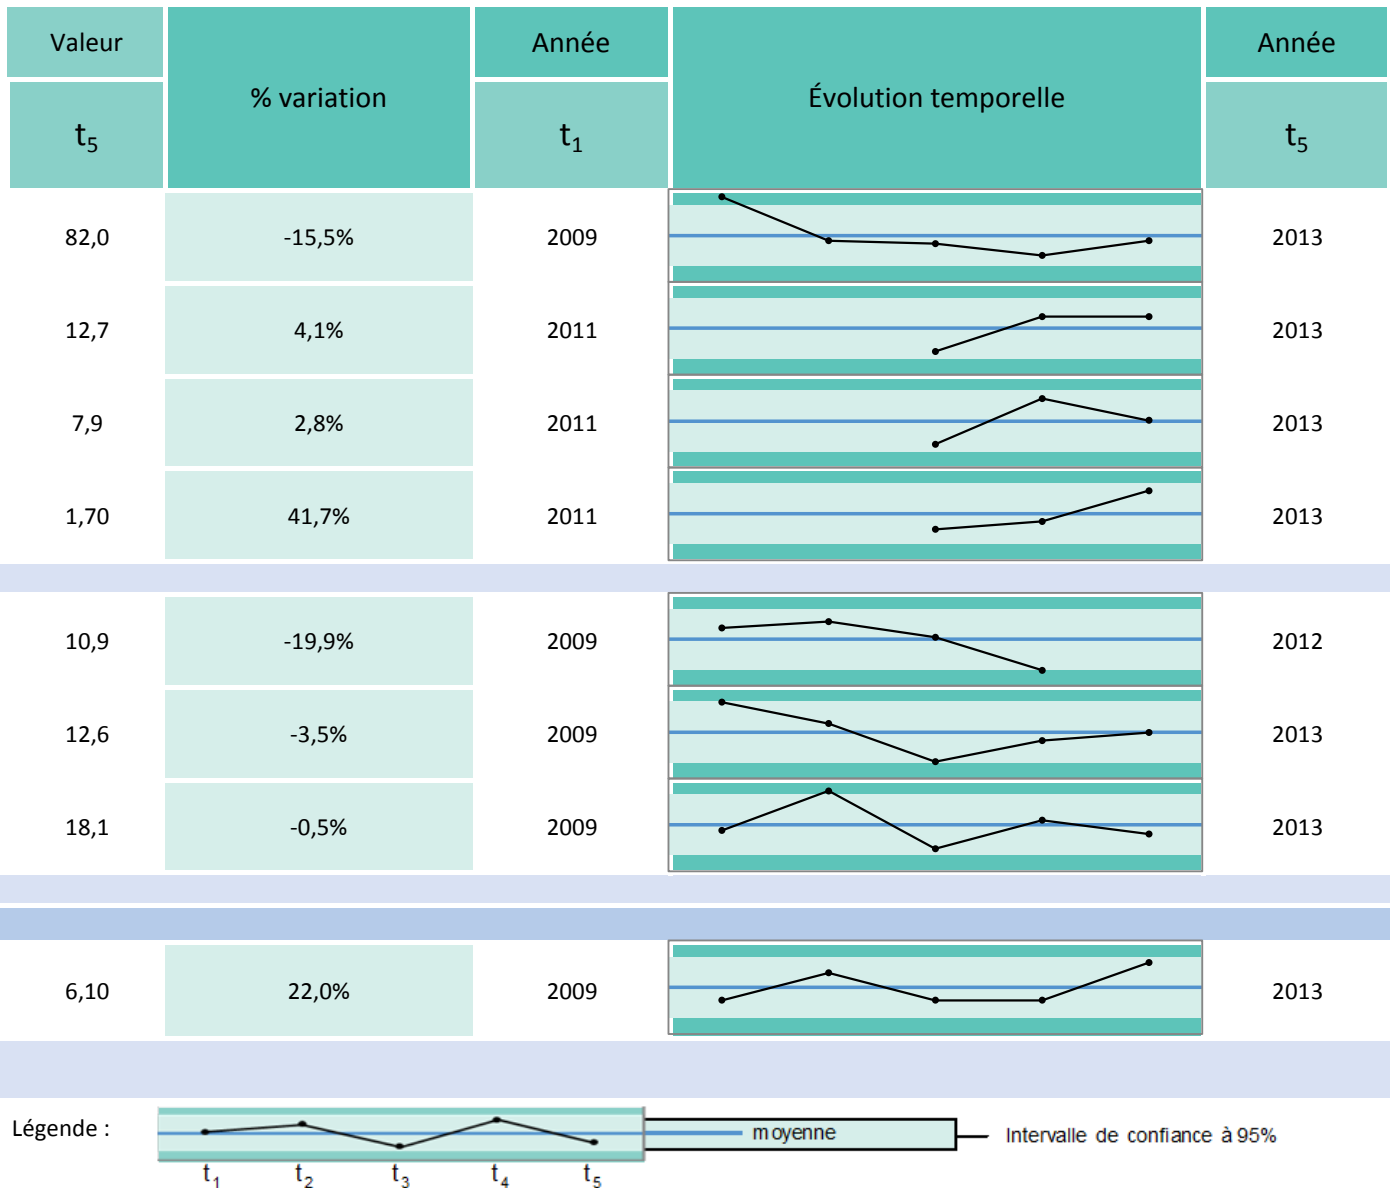 Valeur
% variation
Année
Évolution temporelle
Année
t5
t1
t5
82,0 -15,5% 2009 2013
12,7 4,1% 2011 2013
7,9 2,8% 2011 2013
1,70 41,7% 2011 2013
10,9 -19,9% 2009 2012
12,6 -3,5% 2009 2013
18,1 -0,5% 2009 2013
6,10 22,0% 2009 2013
Légende : moyenne Intervalle de confiance à 95%
t1 t2 t3 t4 t5